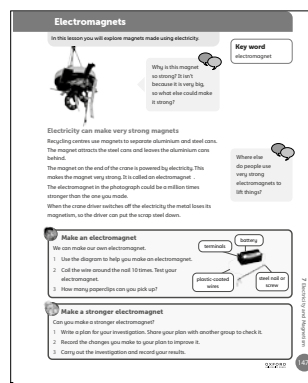 Electromagnets
In this lesson you will explore magnets made using electricity.
Key word
electromagnet
Why is this magnet
so strong? It isn't
because it is very big,
so what else could make
it strong?
Electricity can make very strong magnets
Recycling centres use magnets to separate aluminium and steel cans.
The magnet attracts the steel cans and leaves the aluminium cans
behind.
The magnet on the end of the crane is powered by electricity. This
makes the magnet very strong. It is called an electromagnet .
The electromagnet in the photograph could be a million times
stronger than the one you made.
When the crane driver switches off the electricity the metal loses its
magnetism, so the driver can put the scrap steel down.
Where else
do people use
very strong
electromagnets to
lift things?
Make an electromagnet
We can make our own electromagnet.
1 Use the diagram to help you make an electromagnet.
2 Coil the wire around the nail 10 times. Test your
electromagnet.
3 How many paperclips can you pick up?
battery
terminals
plastic-coated
wires
steel nail or
screw
Make a stronger electromagnet
Can you make a stronger electromagnet?
1 Write a plan for your investigation. Share your plan with another group to check it.
2 Record the changes you make to your plan to improve it.
3 Carry out the investigation and record your results.
7 Electricity and Magnetism
147
OXFORD